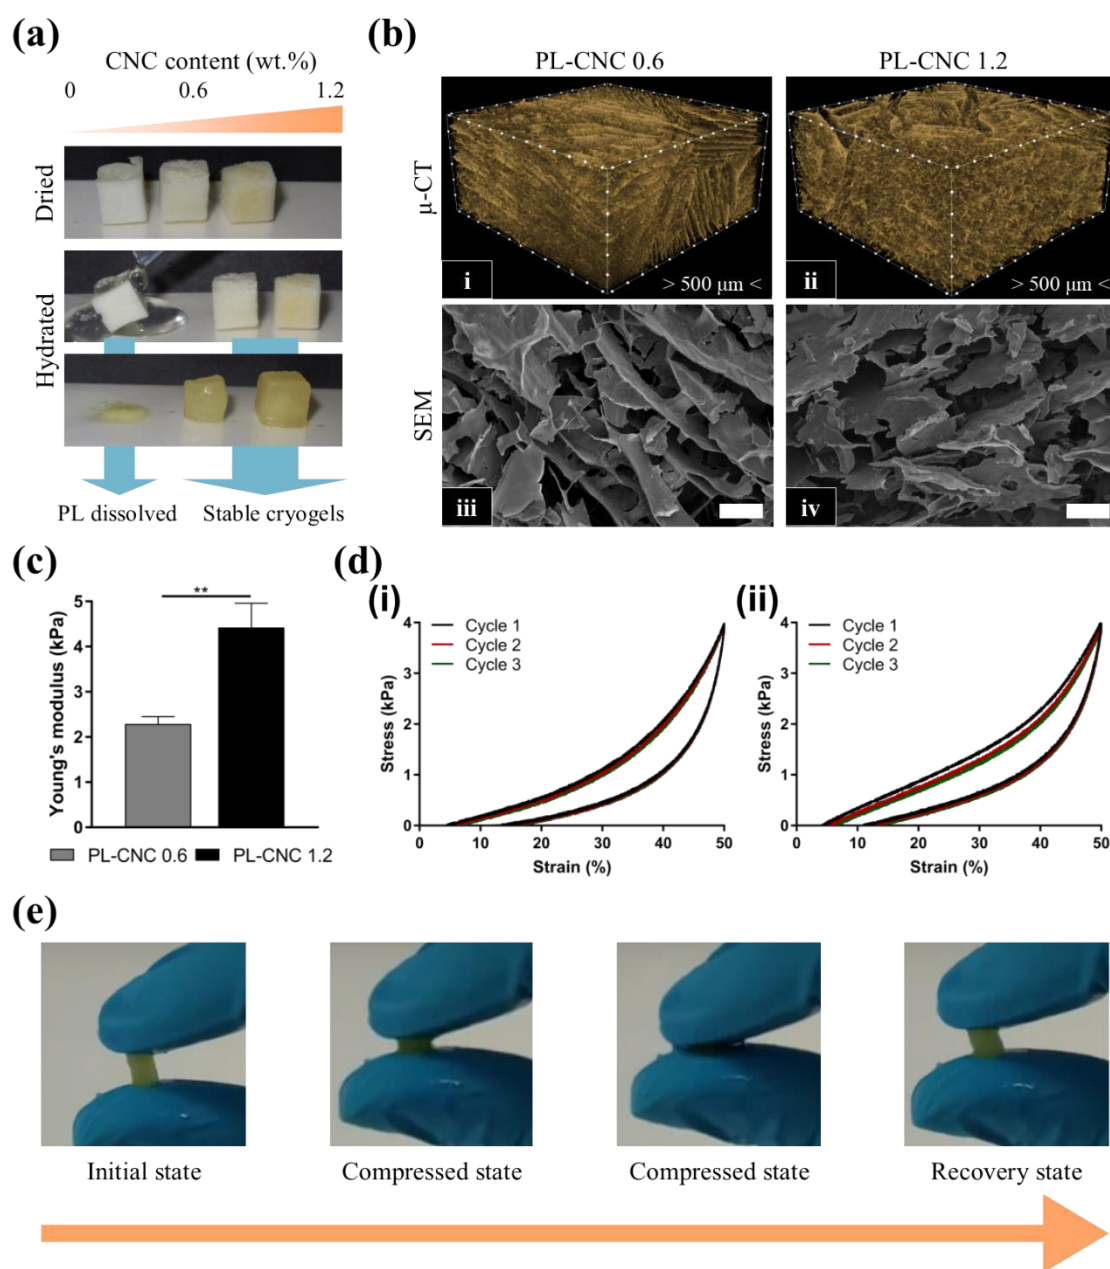 (a)
CNC content (wt.%)
0 0.6 1.2
Dried
Hydrated
PL dissolved Stable cryogels
(b)
PL-CNC 0.6 PL-CNC 1.2
μ-CT
i > 500 μm <
ii > 500 μm <
SEM
iii
iv
(c)
**
Young's modulus (kPa)
5
4
3
2
1
0
PL-CNC 0.6 PL-CNC 1.2
(d)
(i)
Cycle 1
Cycle 2
Cycle 3
Stress (kPa)
4
3
2
1
0
0 10 20 30 40 50
Strain (%)
(ii)
Cycle 1
Cycle 2
Cycle 3
Stress (kPa)
4
3
2
1
0
0 10 20 30 40 50
Strain (%)
(e)
Initial state Compressed state Compressed state Recovery state